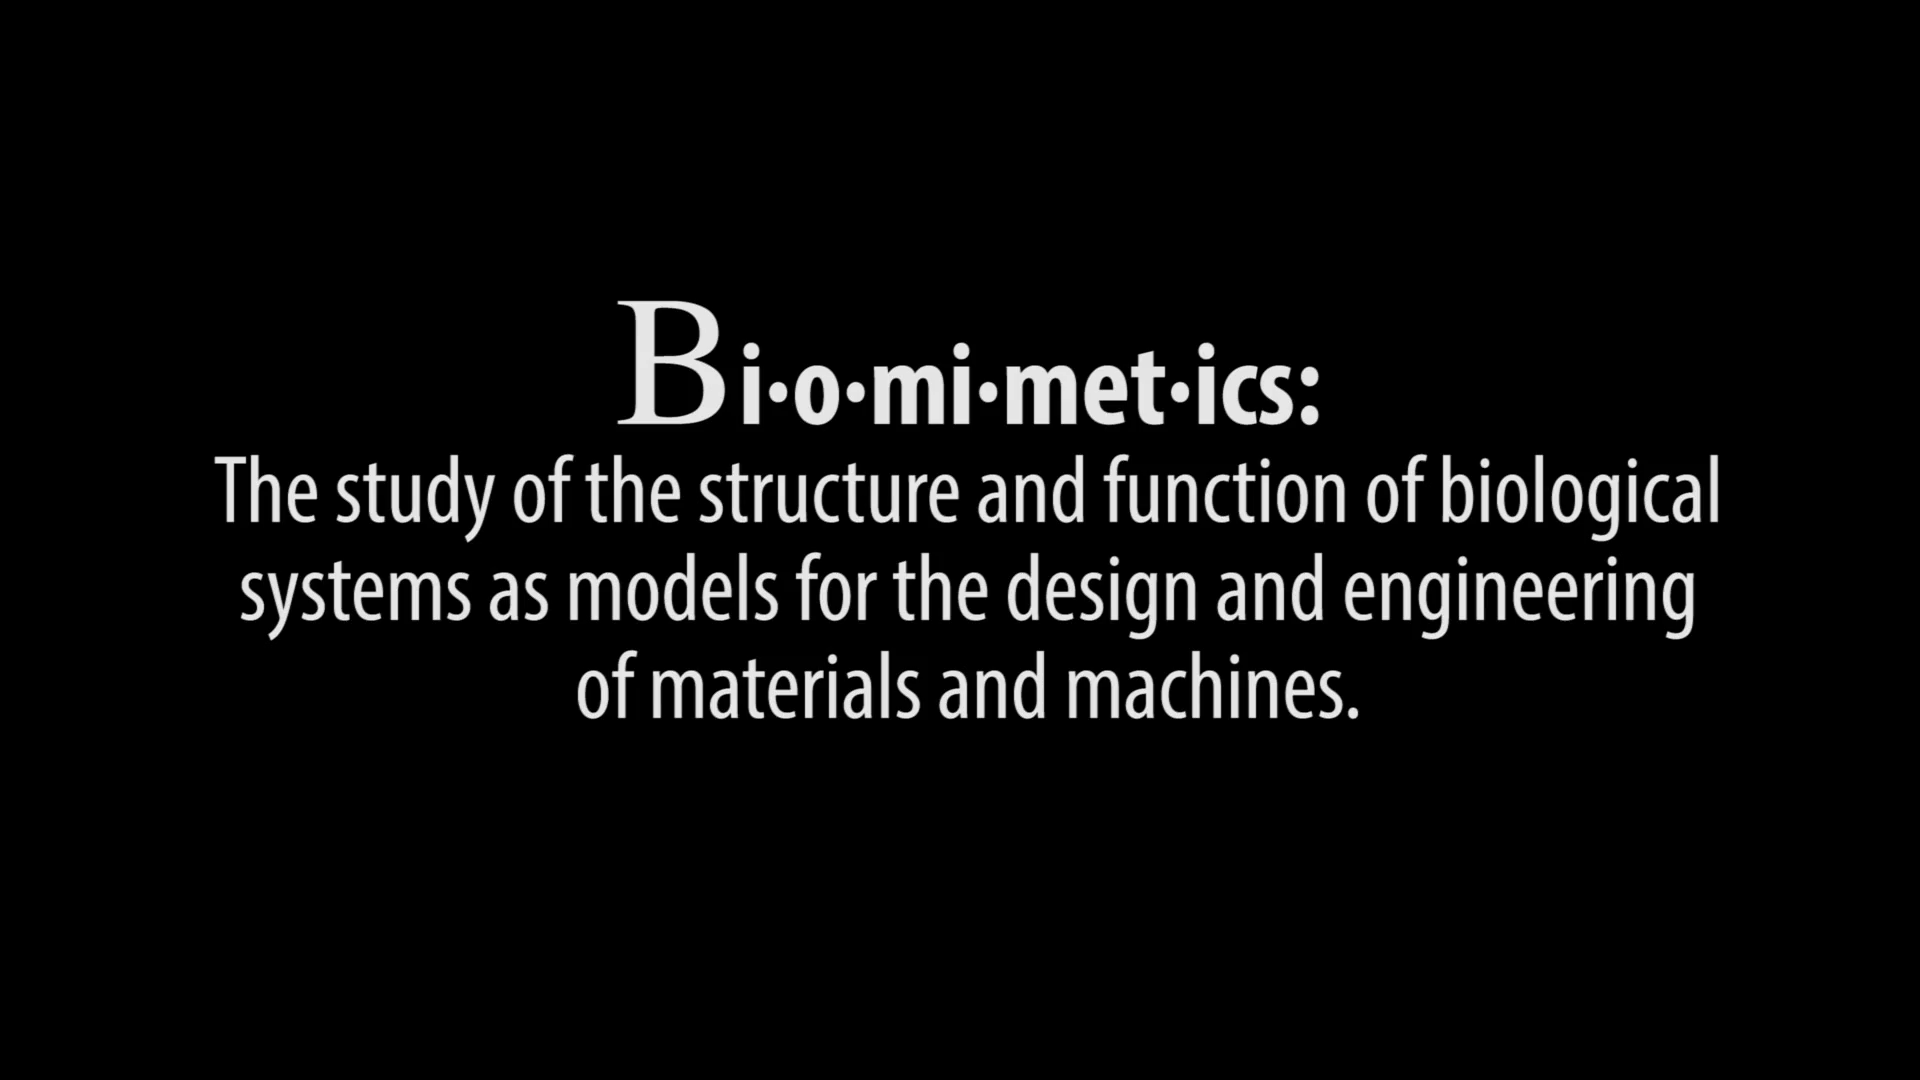 Bi•o•mi•met•ics:
The study of the structure and function of biological
systems as models for the design and engineering
of materials and machines.